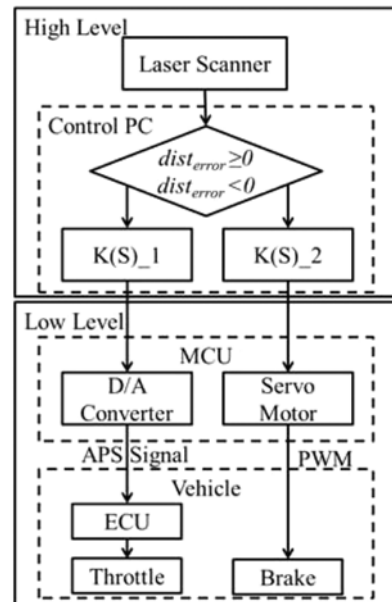 High Level
Laser Scanner
Control PC
dist_error ≥0
dist_error <0
K(S)_1
K(S)_2
Low Level
MCU
D/A
Converter
Servo
Motor
APS Signal
PWM
Vehicle
ECU
Throttle
Brake